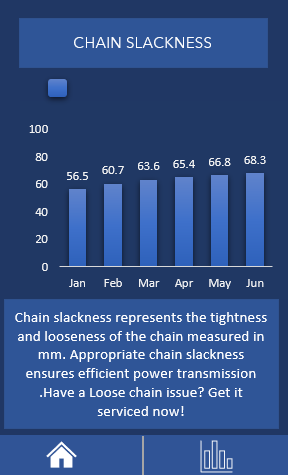 CHAIN SLACKNESS
100
80
60
40
20
0
56.5 60.7 63.6 65.4 66.8 68.3
Jan Feb Mar Apr May Jun
Chain slackness represents the tightness
and looseness of the chain measured in
mm. Appropriate chain slackness
ensures efficient power transmission
.Have a Loose chain issue? Get it
serviced now!